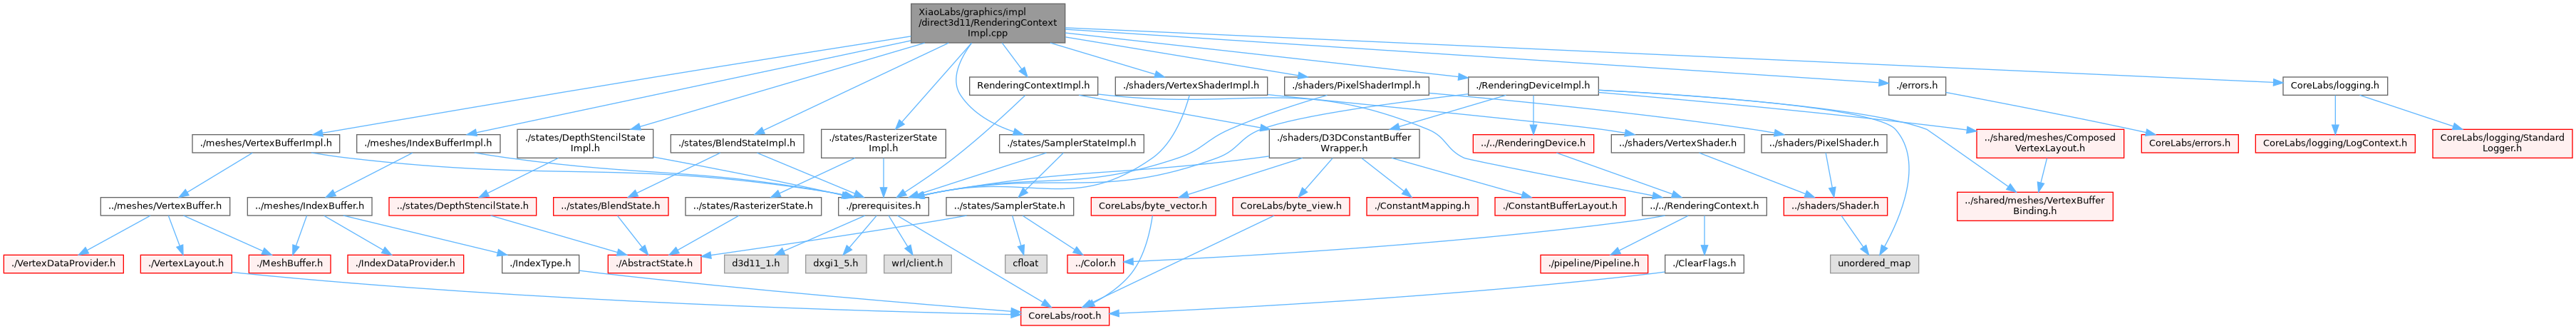 XiaoLabs/graphics/impl
/direct3d11/RenderingContext
Impl.cpp
RenderingContextImpl.h
./shaders/VertexShaderImpl.h
./shaders/PixelShaderImpl.h
./RenderingDeviceImpl.h
./errors.h
CoreLabs/logging.h
./meshes/VertexBufferImpl.h
./meshes/IndexBufferImpl.h
./states/DepthStencilState
Impl.h
./states/BlendStateImpl.h
./states/RasterizerState
Impl.h
./states/SamplerStateImpl.h
./shaders/D3DConstantBuffer
Wrapper.h
../../RenderingDevice.h
../shaders/VertexShader.h
../shaders/PixelShader.h
../shared/meshes/Composed
VertexLayout.h
CoreLabs/errors.h
CoreLabs/logging/LogContext.h
CoreLabs/logging/Standard
Logger.h
../meshes/VertexBuffer.h
../meshes/IndexBuffer.h
../states/DepthStencilState.h
../states/BlendState.h
../states/RasterizerState.h
./prerequisites.h
../states/SamplerState.h
CoreLabs/byte_vector.h
CoreLabs/byte_view.h
./ConstantMapping.h
./ConstantBufferLayout.h
../../RenderingContext.h
../shaders/Shader.h
../shared/meshes/VertexBuffer
Binding.h
./VertexDataProvider.h
./VertexLayout.h
./MeshBuffer.h
./IndexDataProvider.h
./IndexType.h
./AbstractState.h
d3d11_1.h
dxgi1_5.h
wrl/client.h
cfloat
../Color.h
./pipeline/Pipeline.h
./ClearFlags.h
unordered_map
CoreLabs/root.h